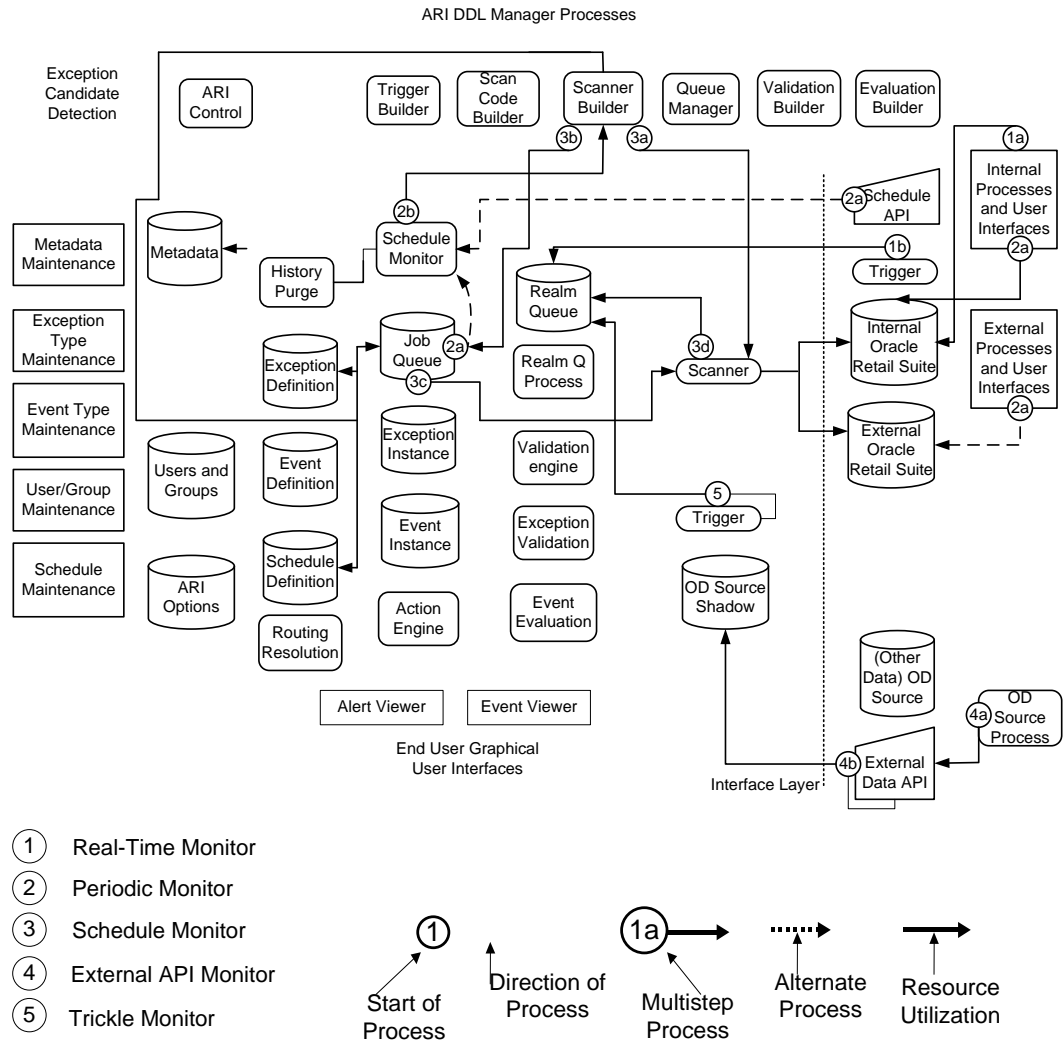 ARI DDL Manager Processes
Exception
Candidate
Detection
ARI
Control
Trigger
Builder
Scan
Code
Builder
Scanner
Builder
Queue
Manager
Validation
Builder
Evaluation
Builder
3b
3a
1a
Internal
Processes
and User
Interfaces
2a
2a
Schedule
API
2b
Schedule
Monitor
1b
Trigger
Metadata
Maintenance
Metadata
History
Purge
Realm
Queue
Internal
Oracle
Retail Suite
External
Processes
and User
Interfaces
2a
Exception
Type
Maintenance
Exception
Definition
Job
Queue
2a
3c
Realm Q
Process
3d
Scanner
Event Type
Maintenance
Exception
Instance
External
Oracle
Retail Suite
Users and
Groups
Event
Definition
Validation
engine
User/Group
Maintenance
5
Trigger
Event
Instance
Exception
Validation
Schedule
Maintenance
ARI
Options
Schedule
Definition
OD Source
Shadow
Action
Engine
Event
Evaluation
Routing
Resolution
(Other
Data) OD
Source
Alert Viewer
Event Viewer
4a
OD
Source
Process
End User Graphical
User Interfaces
4b
External
Data API
Interface Layer
1 Real-Time Monitor
2 Periodic Monitor
3 Schedule Monitor
4 External API Monitor
5 Trickle Monitor
1
Start of
Process
Direction of
Process
1a
Multistep
Process
Alternate
Process
Resource
Utilization